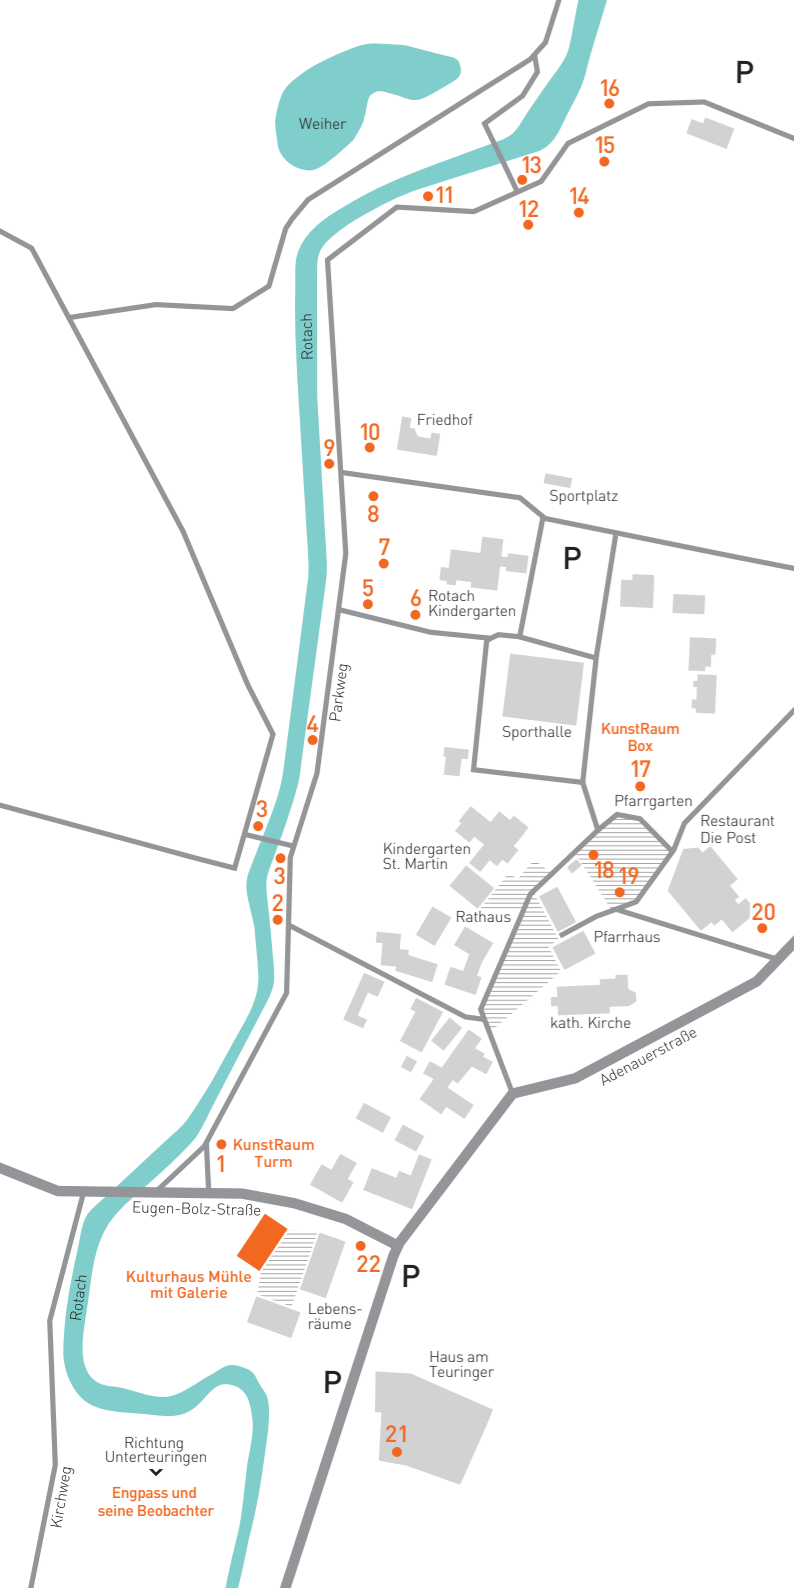 P
16
Weiher
15
13
11
14
12
Rotach
Friedhof
10
9
Sportplatz
8
P
7
5
6
Rotach
Kindergarten
Parkweg
4
Sporthalle
KunstRaum
Box
17
Pfarrgarten
3
Restaurant
Die Post
Kindergarten
St. Martin
18
3
19
2
Rathaus
20
Pfarrhaus
kath. Kirche
Adenauerstraße
KunstRaum
Turm
1
Eugen-Bolz-Straße
22
Kulturhaus Mühle
mit Galerie
P
Rotach
Lebens-
räume
Haus am
Teuringer
P
21
Richtung
Unterteuringen
Kirchweg
Engpass und
seine Beobachter